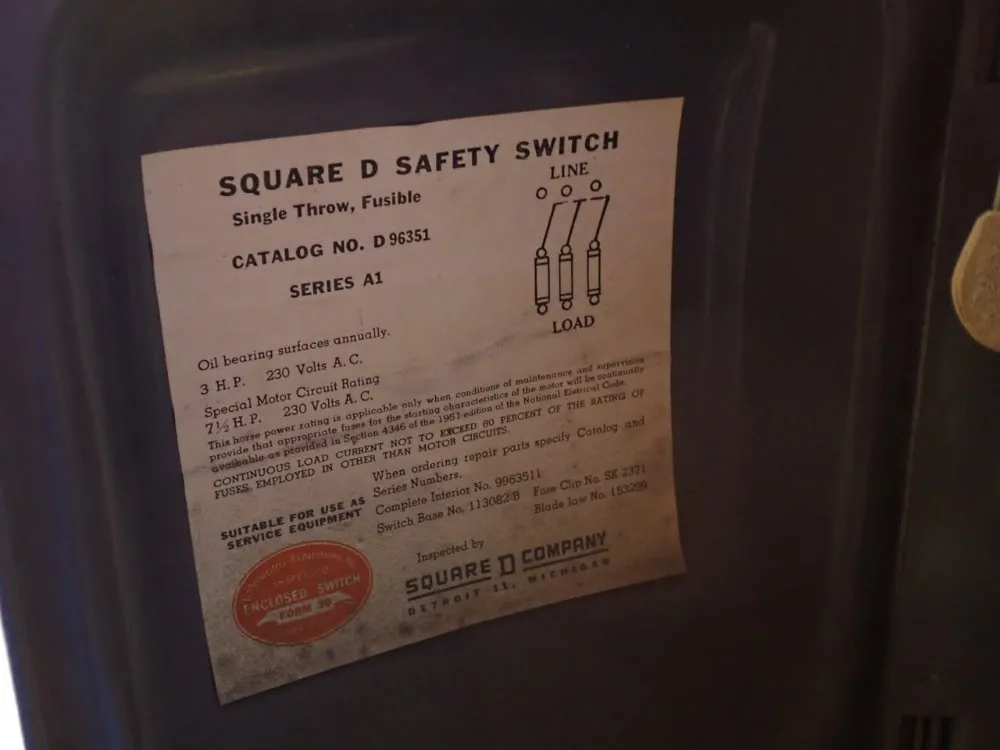 SQUARE D SAFETY SWITCH
Single Throw, Fusible
CATALOG NO. D 96351
SERIES A1
LINE
LOAD
Oil bearing surfaces annually.
3 H.P. 230 Volts A.C.
Special Motor Circuit Rating
7½ H.P. 230 Volts A.C.
This horse power rating is applicable only when conditions of maintenance and supervision
provide that appropriate fuses for the starting characteristics of the motor will be continually
available as provided in Section 4346 of the 1951 edition of the National Eletrical Code.
CONTINUOUS LOAD CURRENT NOT TO EXCEED 80 PERCENT OF THE RATING OF
FUSES, EMPLOYED IN OTHER THAN MOTOR CIRCUITS.
When ordering repair parts specify Catalog and
Series Numbers.
Complete Interior No. 9963511 Fuse Clip No. SK 2371
Switch Base No. 113082-B Blade Jaw No.
SUITABLE FOR USE AS
SERVICE EQUIPMENT
INSPECTED
ENCLOSED SWITCH
FORM 30
Inspected by
SQUARE D COMPANY
DETROIT 11, MICHIGAN